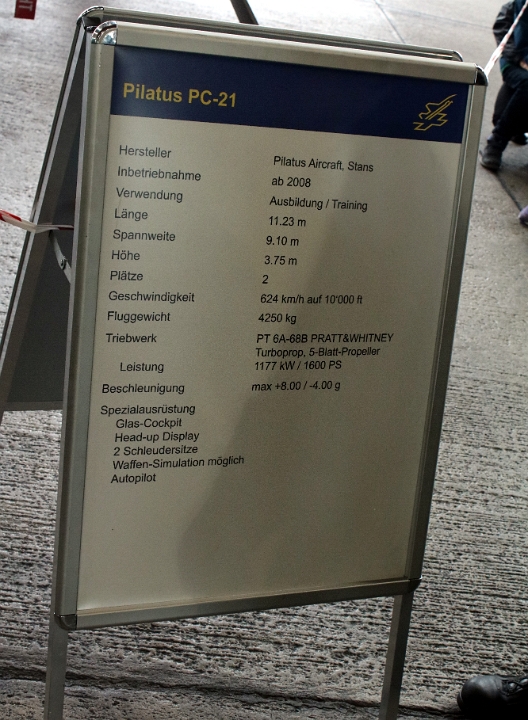 Pilatus PC-21
Hersteller Pilatus Aircraft, Stans
Inbetriebnahme ab 2008
Verwendung Ausbildung / Training
Länge 11.23 m
Spannweite 9.10 m
Höhe 3.75 m
Plätze 2
Geschwindigkeit 624 km/h auf 10'000 ft
Fluggewicht 4250 kg
Triebwerk PT 6A-68B PRATT&WHITNEY
Turboprop, 5-Blatt-Propeller
Leistung 1177 kW / 1600 PS
Beschleunigung max +8.00 / -4.00 g
Spezialausrüstung
Glas-Cockpit
Head-up Display
2 Schleudersitze
Waffen-Simulation möglich
Autopilot